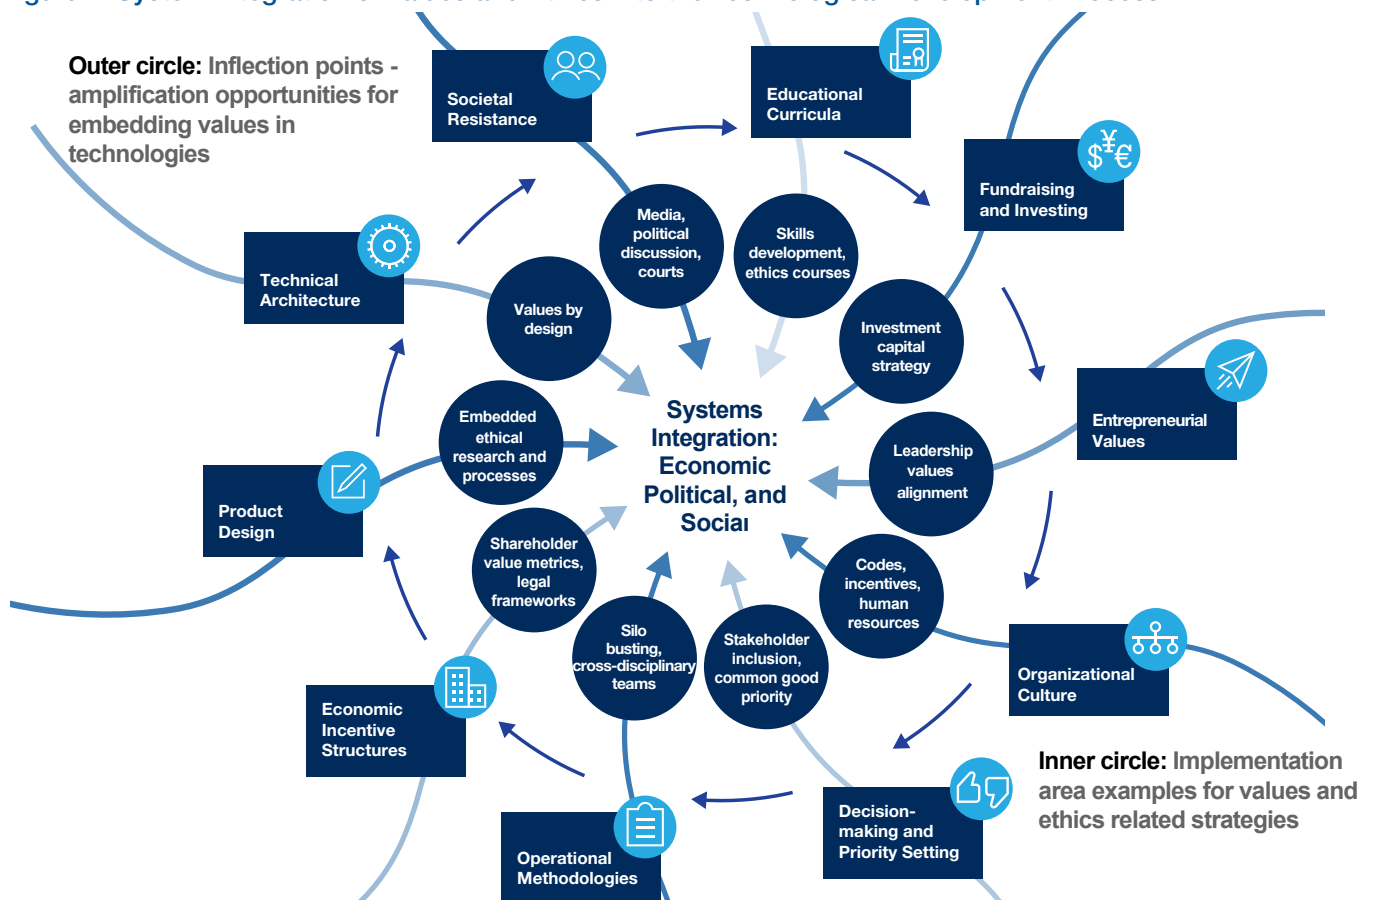 Outer circle: Inflection points -
amplification opportunities for
embedding values in
technologies
Societal
Resistance
Educational
Curricula
$¥€
Fundraising
and Investing
Technical
Architecture
Media,
political
discussion,
courts
Skills
development,
ethics courses
Values by
design
Investment
capital
strategy
Systems
Integration:
Economic
Political, and
Social
Embedded
ethical
research and
processes
Leadership
values
alignment
Entrepreneurial
Values
Product
Design
Shareholder
value metrics,
legal
frameworks
Codes,
incentives,
human
resources
Silo
busting,
cross-disciplinary
teams
Stakeholder
inclusion,
common good
priority
Organizational
Culture
Economic
Incentive
Structures
Inner circle: Implementation
area examples for values and
ethics related strategies
Decision-
making and
Priority Setting
Operational
Methodologies